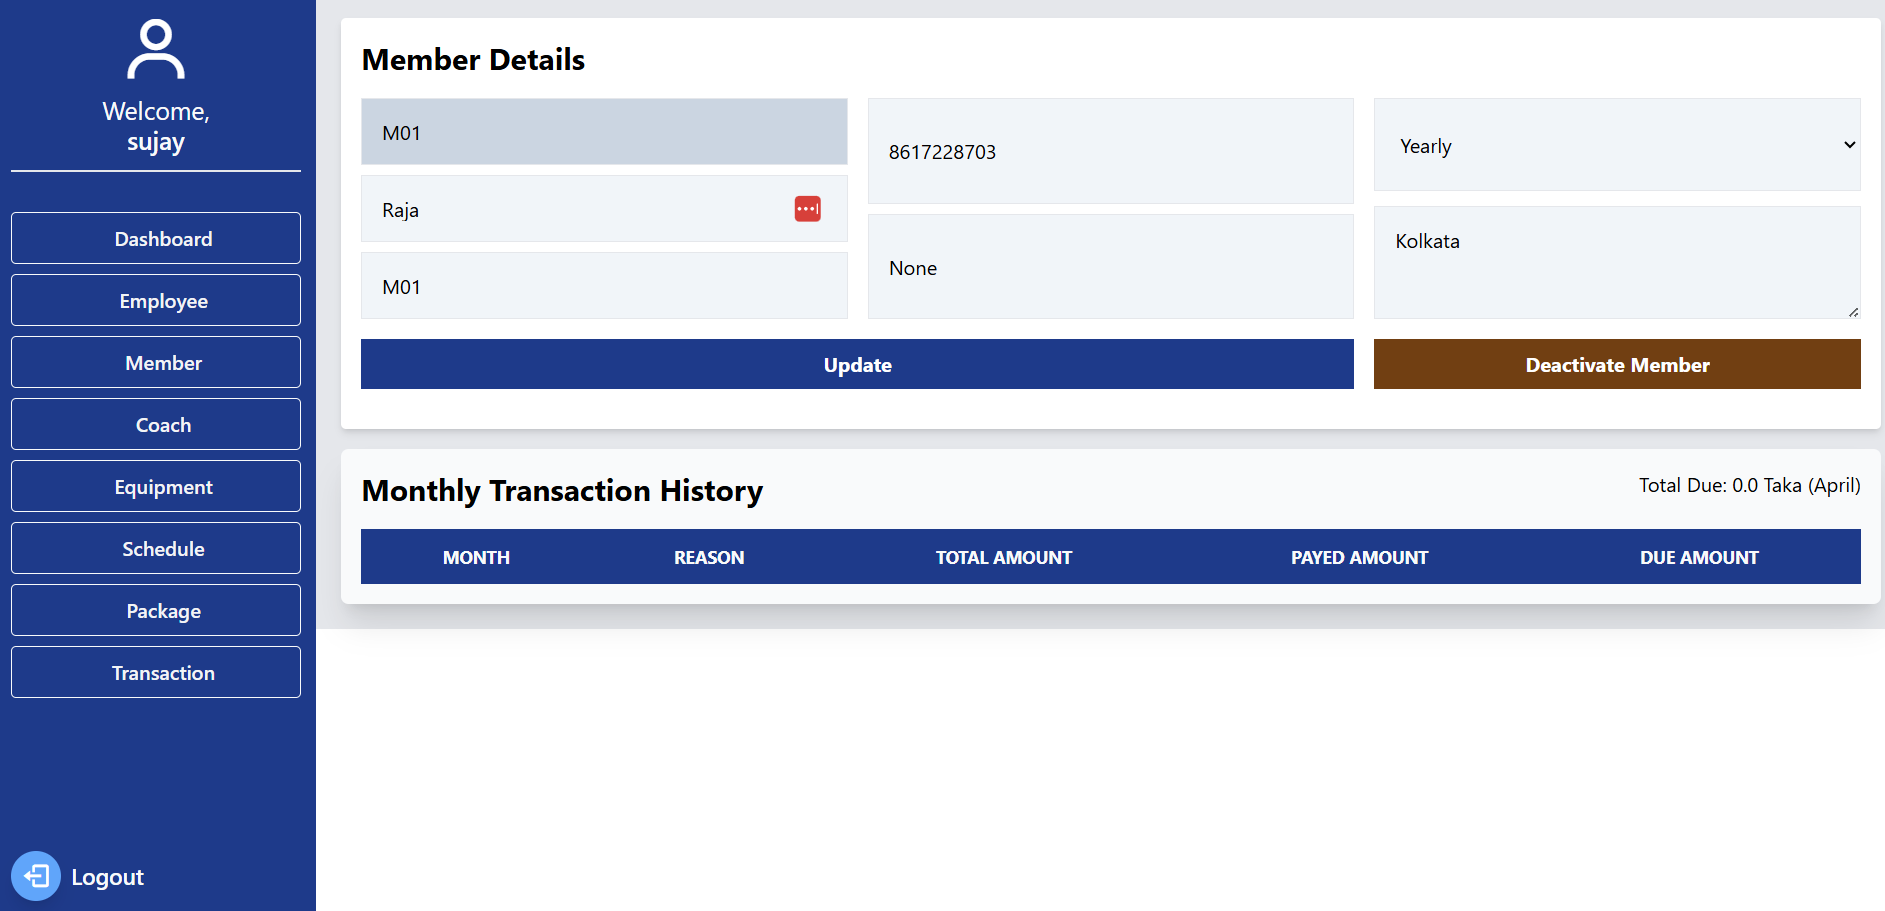 Welcome,
sujay
Dashboard
Employee
Member
Coach
Equipment
Schedule
Package
Transaction
Logout
Member Details
M01
Raja
M01
8617228703
None
Yearly
Kolkata
Update
Deactivate Member
Monthly Transaction History
Total Due: 0.0 Taka (April)
MONTH REASON TOTAL AMOUNT PAYED AMOUNT DUE AMOUNT